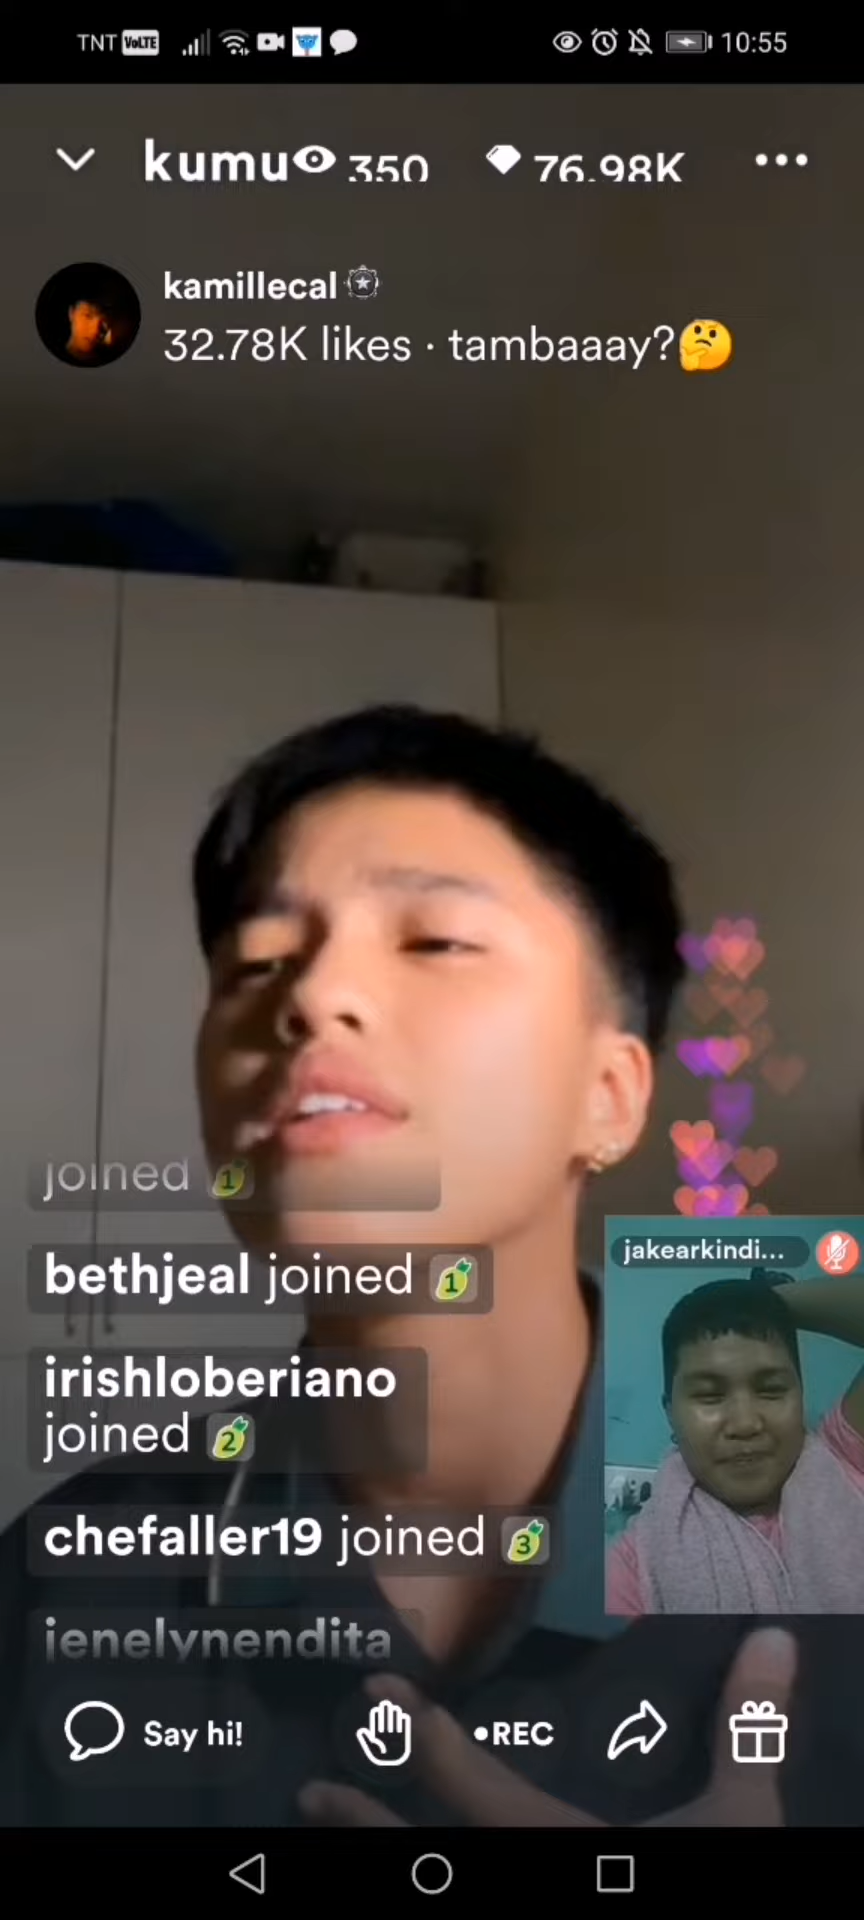 TNT VoLTE 10:55
kumu 350 76.98K
kamillecal
32.78K likes · tambaaay?🤔
joined 1
jakearkindi...
bethjeal joined 1
irishloberiano
joined 2
chefaller19 joined 3
jenelynendita
Say hi! •REC